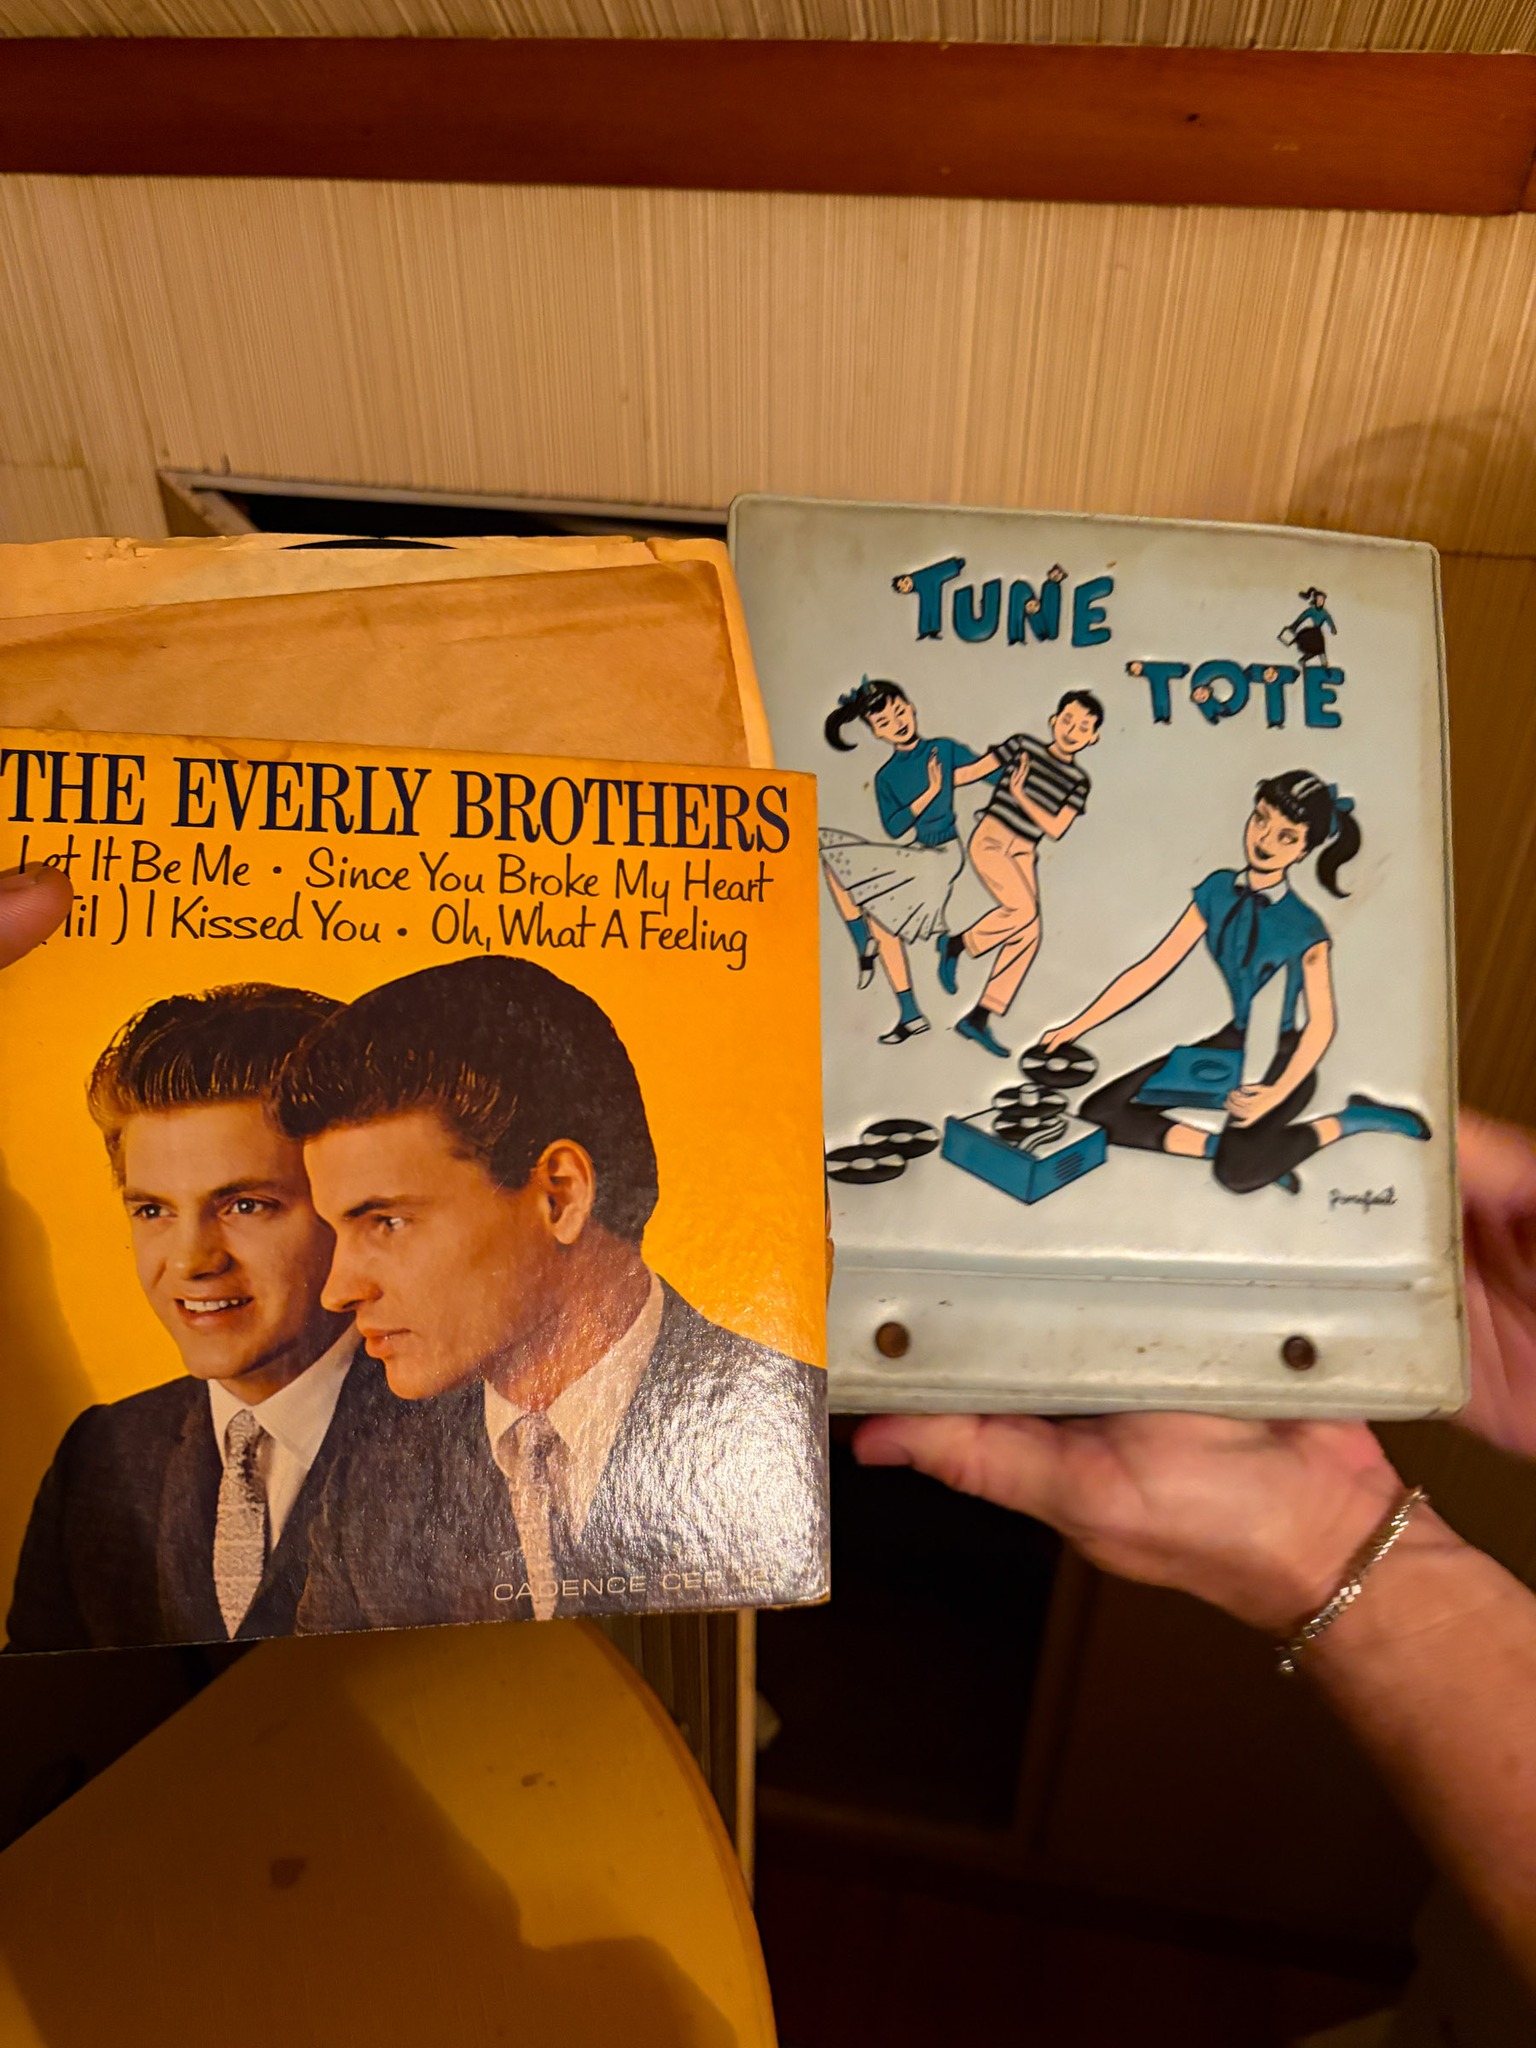 THE EVERLY BROTHERS
Let It Be Me • Since You Broke My Heart
('Til) I Kissed You • Oh, What A Feeling
CADENCE CEP
TUNE
TOTE